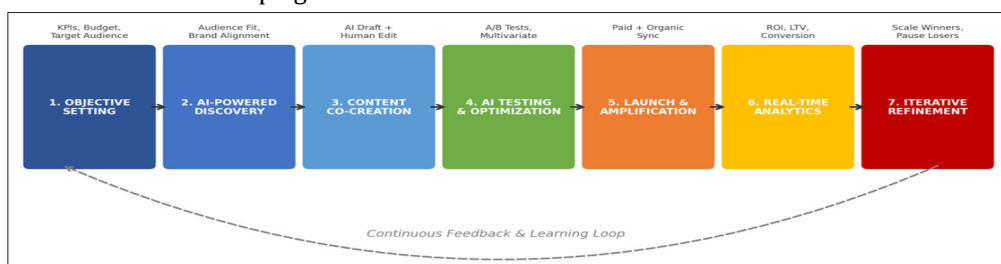 KPIs, Budget,
Target Audience
Audience Fit,
Brand Alignment
AI Draft +
Human Edit
A/B Tests,
Multivariate
Paid + Organic
Sync
ROI, LTV,
Conversion
Scale Winners,
Pause Losers
1. OBJECTIVE
SETTING
2. AI-POWERED
DISCOVERY
3. CONTENT
CO-CREATION
4. AI TESTING
& OPTIMIZATION
5. LAUNCH &
AMPLIFICATION
6. REAL-TIME
ANALYTICS
7. ITERATIVE
REFINEMENT
Continuous Feedback & Learning Loop